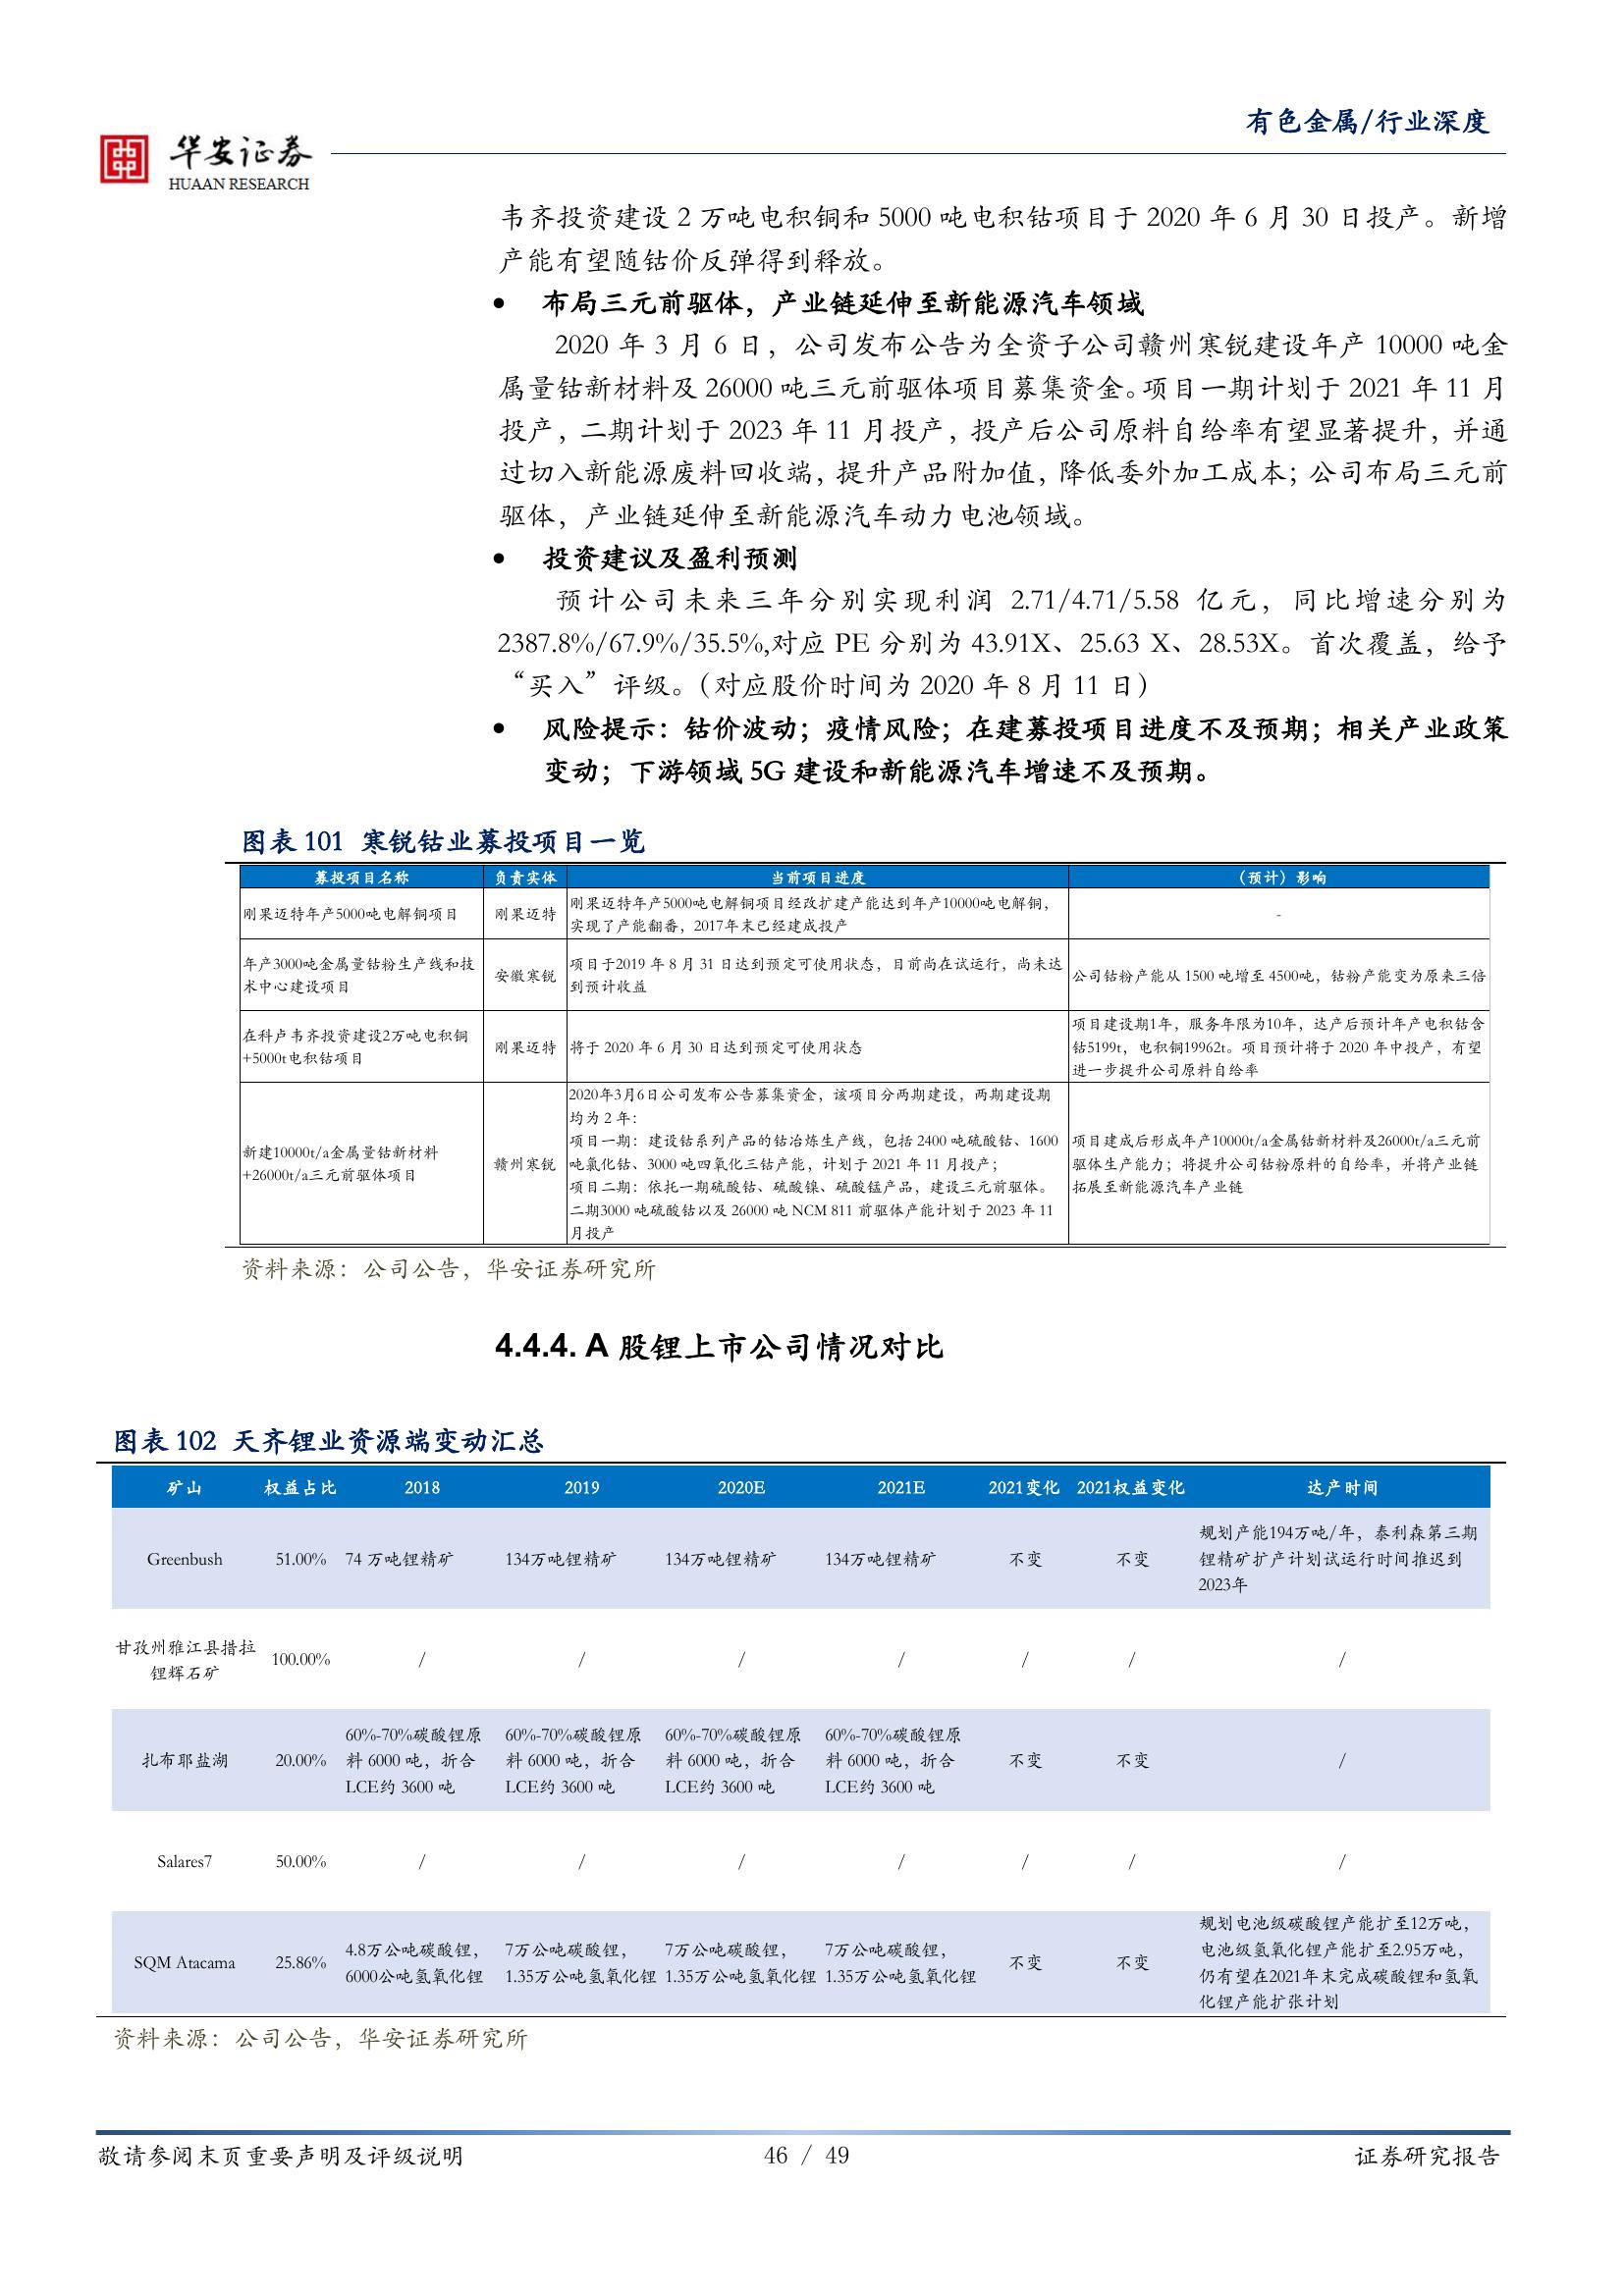 有色金属/行业深度
华安证券
HUAAN RESEARCH
韦齐投资建设 2 万吨电积铜和 5000 吨电积钴项目于 2020 年 6 月 30 日投产。新增
产能有望随钴价反弹得到释放。
• 布局三元前驱体，产业链延伸至新能源汽车领域
2020 年 3 月 6 日，公司发布公告为全资子公司赣州寒锐建设年产 10000 吨金
属量钴新材料及 26000 吨三元前驱体项目募集资金。项目一期计划于 2021 年 11 月
投产，二期计划于 2023 年 11 月投产，投产后公司原料自给率有望显著提升，并通
过切入新能源废料回收端，提升产品附加值，降低委外加工成本；公司布局三元前
驱体，产业链延伸至新能源汽车动力电池领域。
• 投资建议及盈利预测
预计公司未来三年分别实现利润 2.71/4.71/5.58 亿元，同比增速分别为
2387.8%/67.9%/35.5%,对应 PE 分别为 43.91X、25.63 X、28.53X。首次覆盖，给予
“买入”评级。（对应股价时间为 2020 年 8 月 11 日）
• 风险提示：钴价波动；疫情风险；在建募投项目进度不及预期；相关产业政策
变动；下游领域 5G 建设和新能源汽车增速不及预期。
图表 101 寒锐钴业募投项目一览
募投项目名称 负责实体 当前项目进度 （预计）影响
刚果迈特年产5000吨电解铜项目 刚果迈特 刚果迈特年产5000吨电解铜项目经改扩建产能达到年产10000吨电解铜， -
实现了产能翻番，2017年末已经建成投产
年产3000吨金属量钴粉生产线和技 安徽寒锐 项目于2019 年 8 月 31 日达到预定可使用状态，目前尚在试运行，尚未达 公司钴粉产能从 1500 吨增至 4500吨，钴粉产能变为原来三倍
术中心建设项目 到预计收益
在科卢韦齐投资建设2万吨电积铜 刚果迈特 将于 2020 年 6 月 30 日达到预定可使用状态 项目建设期1年，服务年限为10年，达产后预计年产电积钴含
+5000t电积钴项目 钴5199t，电积铜19962t。项目预计将于 2020 年中投产，有望
进一步提升公司原料自给率
新建10000t/a金属量钴新材料
+26000t/a三元前驱体项目
赣州寒锐
2020年3月6日公司发布公告募集资金，该项目分两期建设，两期建设期
均为 2 年：
项目一期：建设钴系列产品的钴冶炼生产线，包括 2400 吨硫酸钴、1600
吨氯化钴、3000 吨四氧化三钴产能，计划于 2021 年 11 月投产；
项目二期：依托一期硫酸钴、硫酸镍、硫酸锰产品，建设三元前驱体。
二期3000 吨硫酸钴以及 26000 吨 NCM 811 前驱体产能计划于 2023 年 11
月投产
项目建成后形成年产10000t/a金属钴新材料及26000t/a三元前
驱体生产能力；将提升公司钴粉原料的自给率，并将产业链
拓展至新能源汽车产业链
资料来源：公司公告，华安证券研究所
4.4.4. A 股锂上市公司情况对比
图表 102 天齐锂业资源端变动汇总
矿山 权益占比 2018 2019 2020E 2021E 2021变化 2021权益变化 达产时间
Greenbush 51.00% 74 万吨锂精矿 134万吨锂精矿 134万吨锂精矿 134万吨锂精矿 不变 不变
规划产能194万吨/年，泰利森第三期
锂精矿扩产计划试运行时间推迟到
2023年
甘孜州雅江县措拉
锂辉石矿
100.00% / / / / / / /
扎布耶盐湖 20.00%
60%-70%碳酸锂原 60%-70%碳酸锂原 60%-70%碳酸锂原 60%-70%碳酸锂原
料 6000 吨，折合 料 6000 吨，折合 料 6000 吨，折合 料 6000 吨，折合
LCE约 3600 吨 LCE约 3600 吨 LCE约 3600 吨 LCE约 3600 吨
不变 不变 /
Salares7 50.00% / / / / / / /
SQM Atacama 25.86%
4.8万公吨碳酸锂， 7万公吨碳酸锂， 7万公吨碳酸锂， 7万公吨碳酸锂，
6000公吨氢氧化锂 1.35万公吨氢氧化锂 1.35万公吨氢氧化锂 1.35万公吨氢氧化锂
不变 不变
规划电池级碳酸锂产能扩至12万吨，
电池级氢氧化锂产能扩至2.95万吨，
仍有望在2021年末完成碳酸锂和氢氧
化锂产能扩张计划
资料来源：公司公告，华安证券研究所
敬请参阅末页重要声明及评级说明 46 / 49 证券研究报告